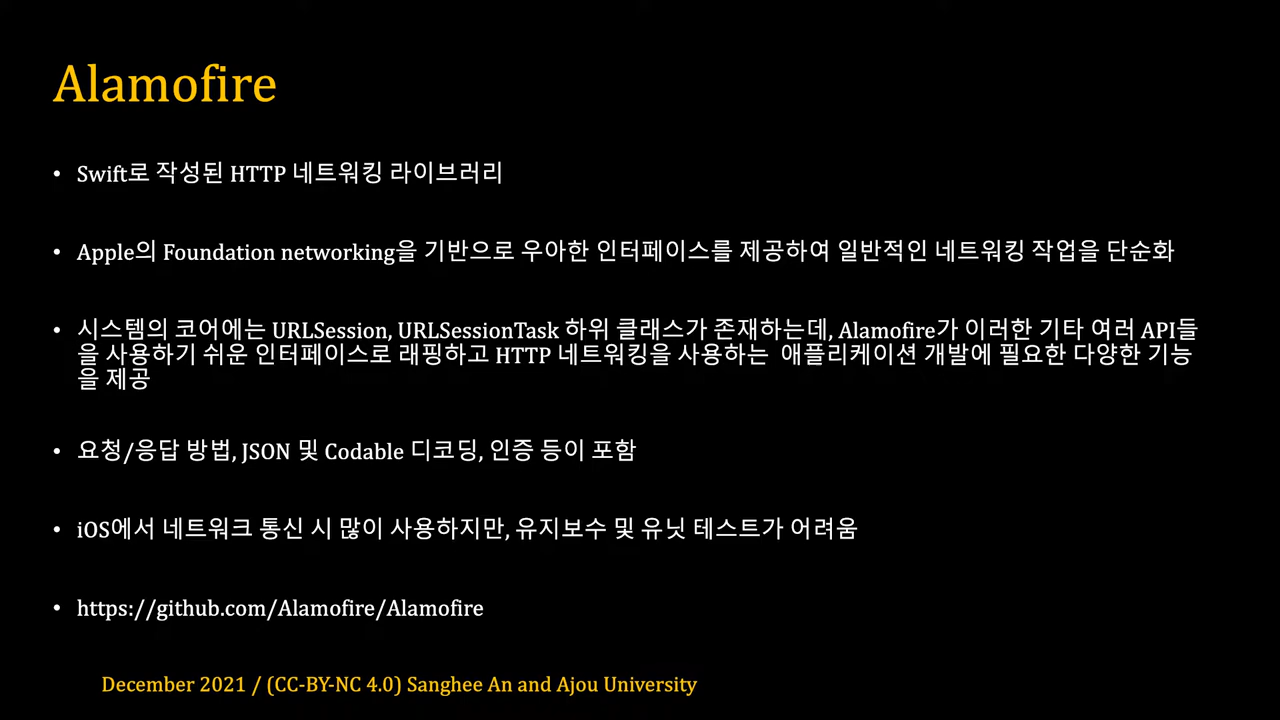 Alamofire
• Swift로 작성된 HTTP 네트워킹 라이브러리
• Apple의 Foundation networking을 기반으로 우아한 인터페이스를 제공하여 일반적인 네트워킹 작업을 단순화
• 시스템의 코어에는 URLSession, URLSessionTask 하위 클래스가 존재하는데, Alamofire가 이러한 기타 여러 API들
을 사용하기 쉬운 인터페이스로 래핑하고 HTTP 네트워킹을 사용하는 애플리케이션 개발에 필요한 다양한 기능
을 제공
• 요청/응답 방법, JSON 및 Codable 디코딩, 인증 등이 포함
• iOS에서 네트워크 통신 시 많이 사용하지만, 유지보수 및 유닛 테스트가 어려움
• https://github.com/Alamofire/Alamofire
December 2021 / (CC-BY-NC 4.0) Sanghee An and Ajou University